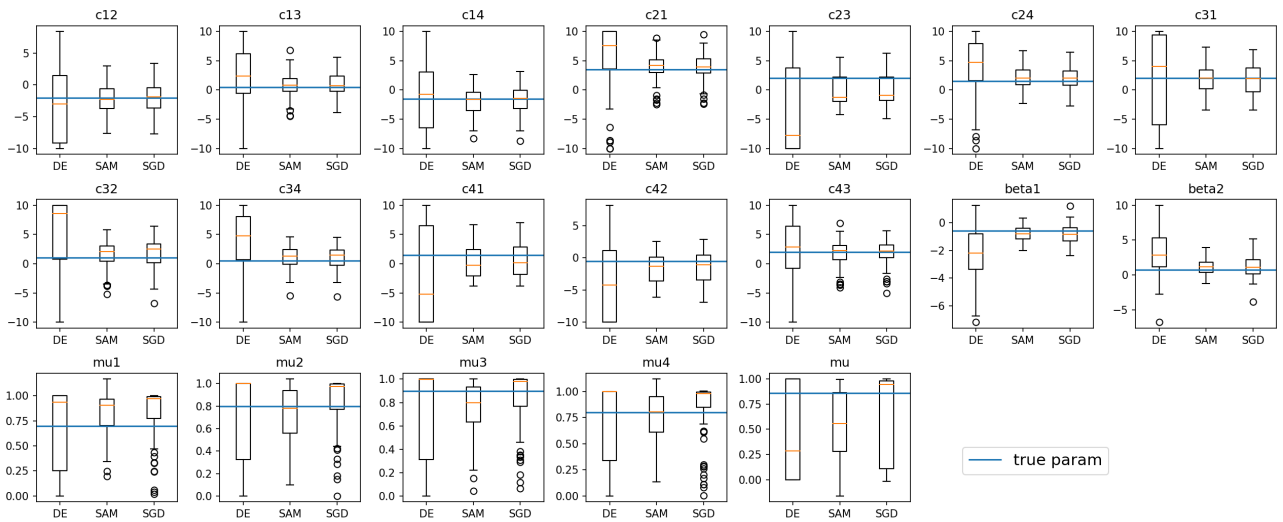 c12
5
0
−5
−10
DE SAM SGD
c13
10
5
0
−5
−10
DE SAM SGD
c14
10
5
0
−5
−10
DE SAM SGD
c21
10
5
0
−5
−10
DE SAM SGD
c23
10
5
0
−5
−10
DE SAM SGD
c24
10
5
0
−5
−10
DE SAM SGD
c31
10
5
0
−5
−10
DE SAM SGD
c32
10
5
0
−5
−10
DE SAM SGD
c34
10
5
0
−5
−10
DE SAM SGD
c41
10
5
0
−5
−10
DE SAM SGD
c42
5
0
−5
−10
DE SAM SGD
c43
10
5
0
−5
−10
DE SAM SGD
beta1
0
−2
−4
−6
DE SAM SGD
beta2
10
5
0
−5
DE SAM SGD
mu1
1.00
0.75
0.50
0.25
0.00
DE SAM SGD
mu2
1.0
0.8
0.6
0.4
0.2
0.0
DE SAM SGD
mu3
1.0
0.8
0.6
0.4
0.2
0.0
DE SAM SGD
mu4
1.00
0.75
0.50
0.25
0.00
DE SAM SGD
mu
1.00
0.75
0.50
0.25
0.00
DE SAM SGD
true param